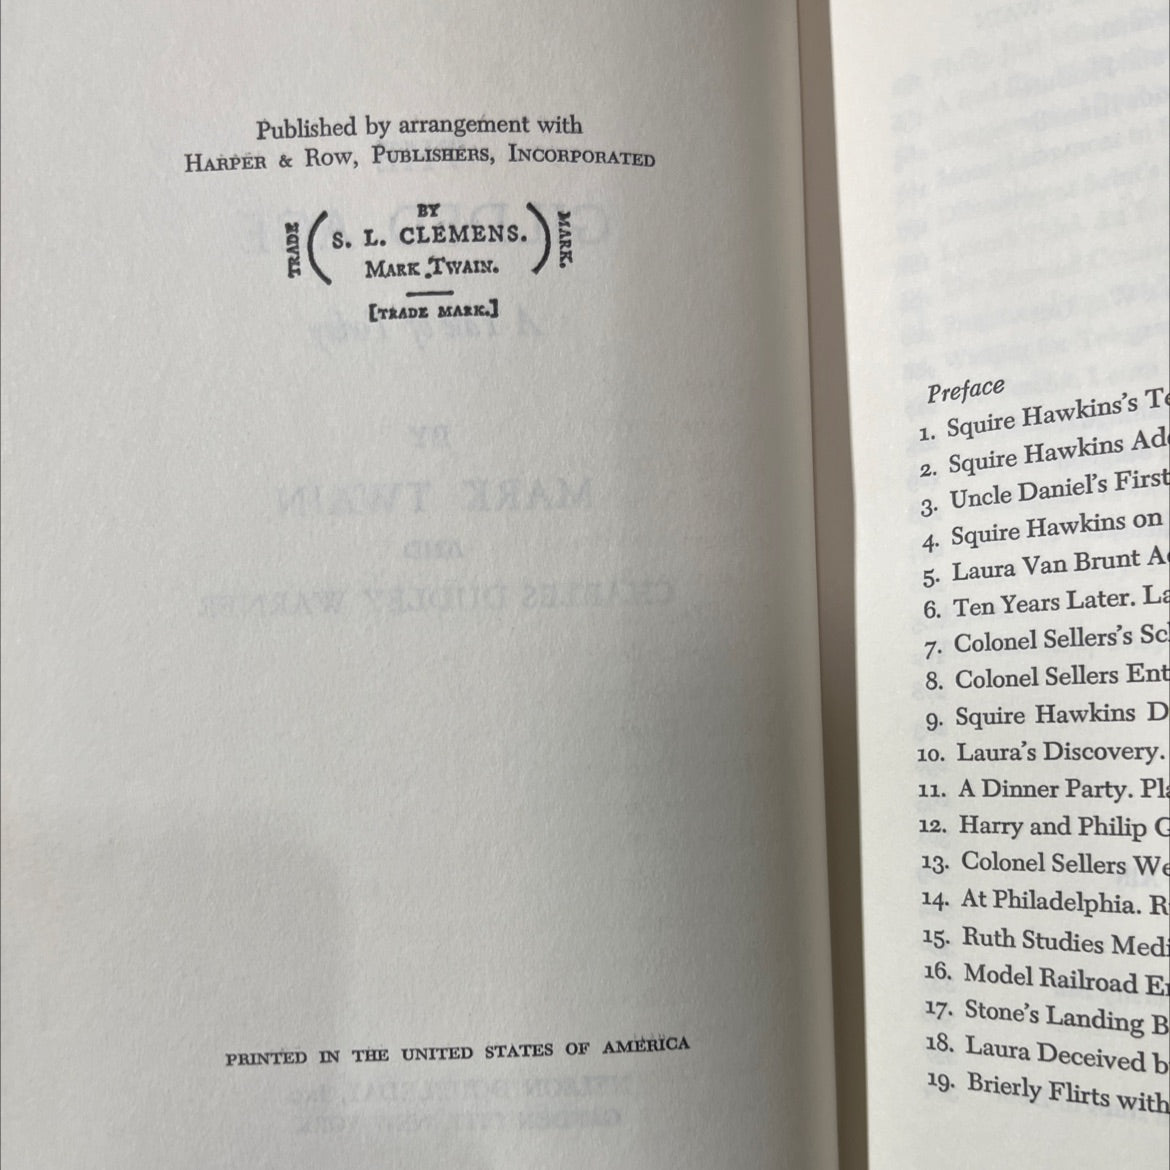 Published by arrangement with
HARPER & ROW, PUBLISHERS, INCORPORATED
TRADE
BY
S. L. CLEMENS.
MARK TWAIN.
MARK.
[TRADE MARK.]
PRINTED IN THE UNITED STATES OF AMERICA
Preface
1. Squire Hawkins's Te
2. Squire Hawkins Ad
3. Uncle Daniel's First
4. Squire Hawkins on
5. Laura Van Brunt A
6. Ten Years Later. La
7. Colonel Sellers's Sc
8. Colonel Sellers Ent
9. Squire Hawkins D
10. Laura's Discovery.
11. A Dinner Party. Pla
12. Harry and Philip G
13. Colonel Sellers We
14. At Philadelphia. R
15. Ruth Studies Medi
16. Model Railroad E
17. Stone's Landing B
18. Laura Deceived b
19. Brierly Flirts with